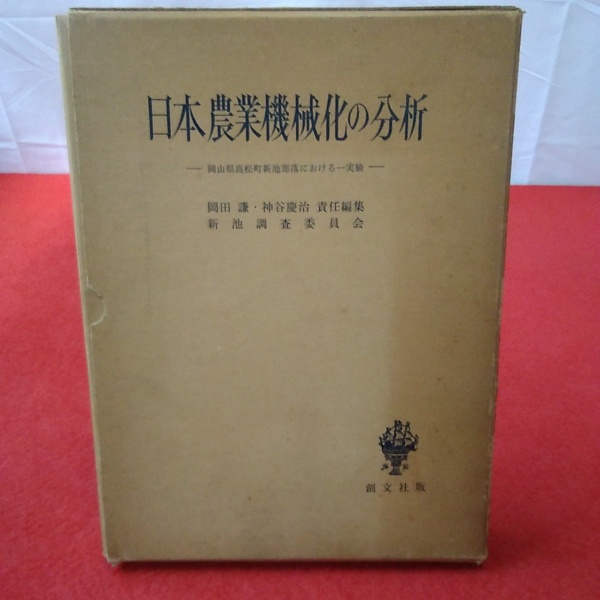 日本農業機械化の分析
— 岡山県高松町新池部落における一実験 —
岡田 謙・神谷慶治 責任編集
新池調査委員会
創文社版